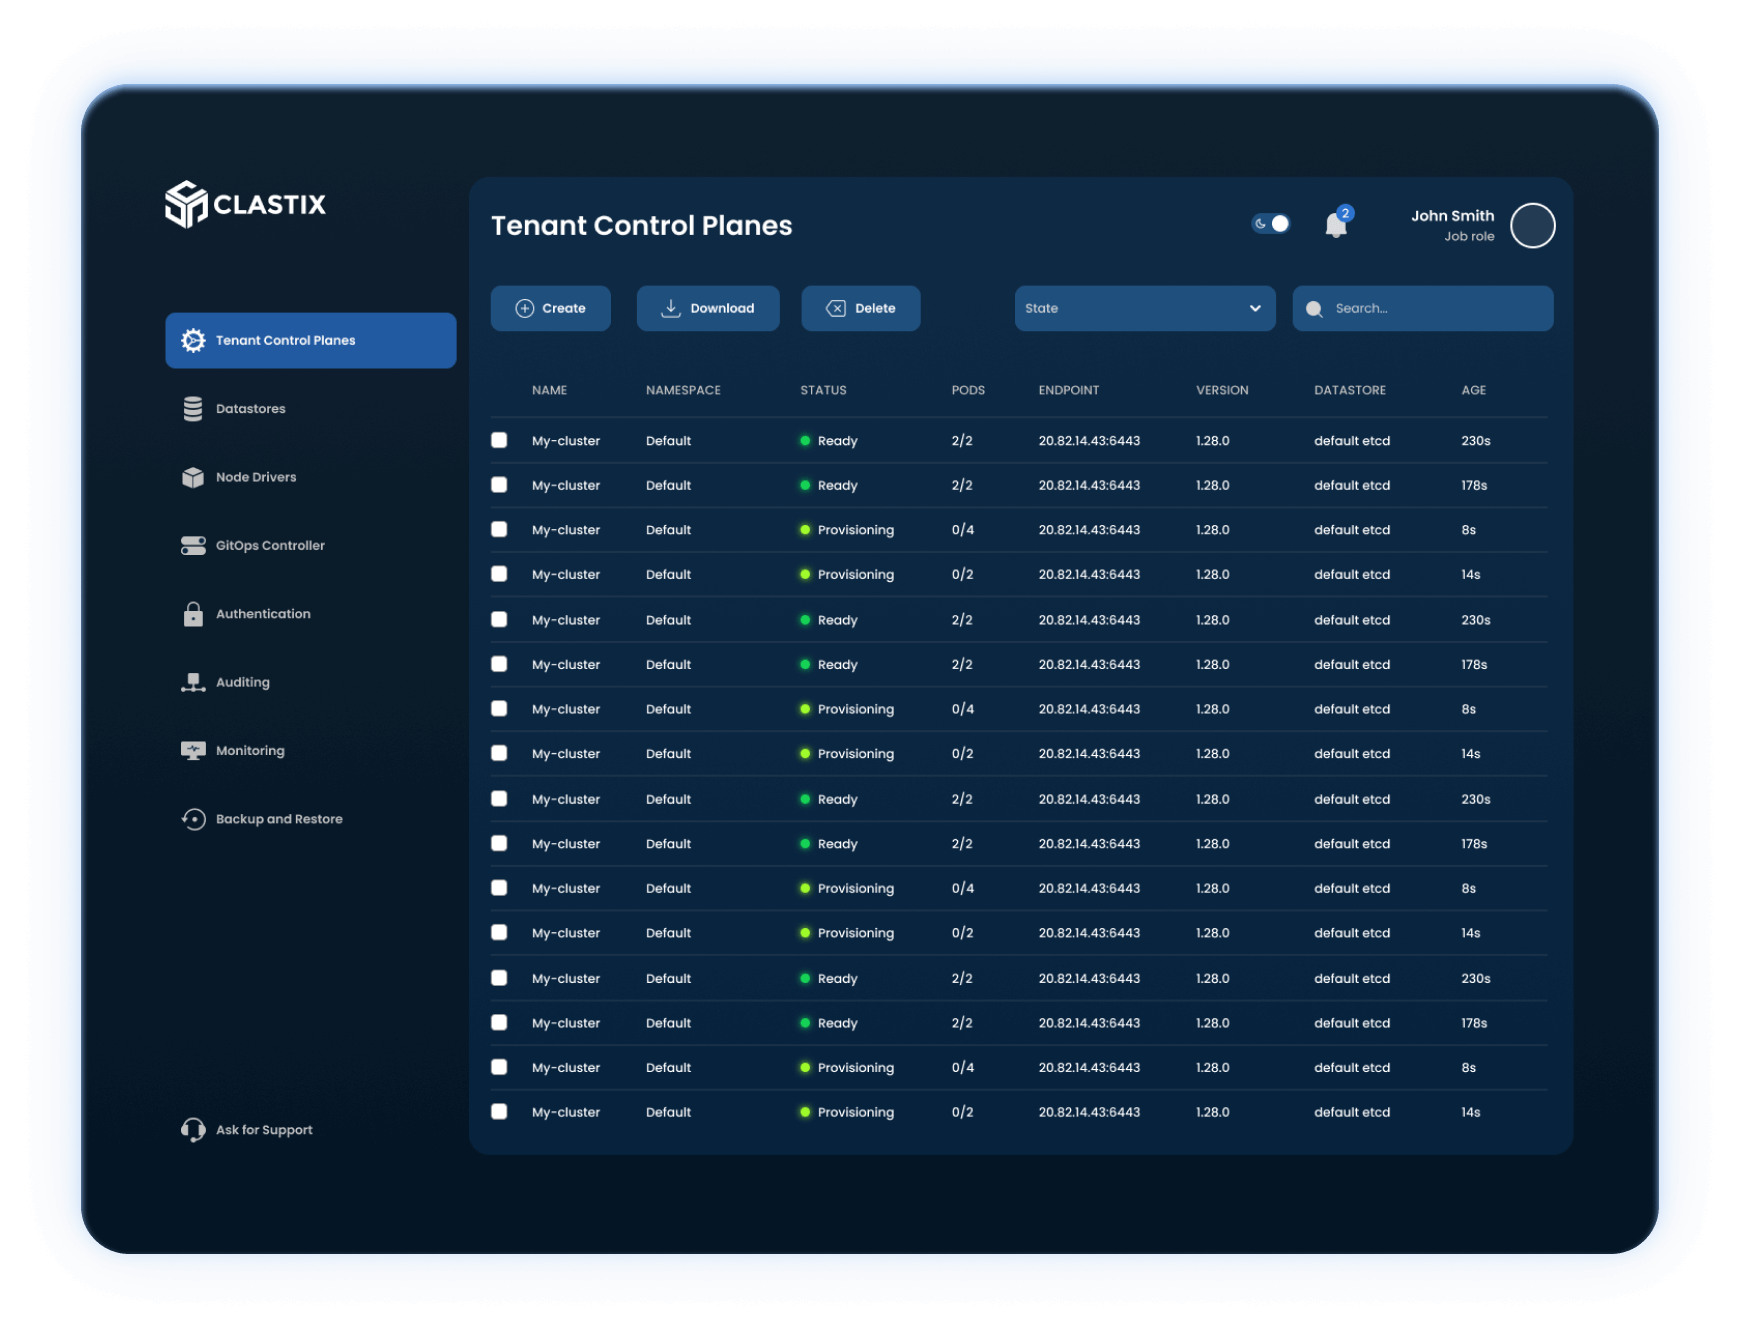 CLASTIX
Tenant Control Planes
Datastores
Node Drivers
GitOps Controller
Authentication
Auditing
Monitoring
Backup and Restore
Ask for Support
Tenant Control Planes
2
John Smith
Job role
Create Download Delete State Search...
NAME NAMESPACE STATUS PODS ENDPOINT VERSION DATASTORE AGE
My-cluster Default Ready 2/2 20.82.14.43:6443 1.28.0 default etcd 230s
My-cluster Default Ready 2/2 20.82.14.43:6443 1.28.0 default etcd 178s
My-cluster Default Provisioning 0/4 20.82.14.43:6443 1.28.0 default etcd 8s
My-cluster Default Provisioning 0/2 20.82.14.43:6443 1.28.0 default etcd 14s
My-cluster Default Ready 2/2 20.82.14.43:6443 1.28.0 default etcd 230s
My-cluster Default Ready 2/2 20.82.14.43:6443 1.28.0 default etcd 178s
My-cluster Default Provisioning 0/4 20.82.14.43:6443 1.28.0 default etcd 8s
My-cluster Default Provisioning 0/2 20.82.14.43:6443 1.28.0 default etcd 14s
My-cluster Default Ready 2/2 20.82.14.43:6443 1.28.0 default etcd 230s
My-cluster Default Ready 2/2 20.82.14.43:6443 1.28.0 default etcd 178s
My-cluster Default Provisioning 0/4 20.82.14.43:6443 1.28.0 default etcd 8s
My-cluster Default Provisioning 0/2 20.82.14.43:6443 1.28.0 default etcd 14s
My-cluster Default Ready 2/2 20.82.14.43:6443 1.28.0 default etcd 230s
My-cluster Default Ready 2/2 20.82.14.43:6443 1.28.0 default etcd 178s
My-cluster Default Provisioning 0/4 20.82.14.43:6443 1.28.0 default etcd 8s
My-cluster Default Provisioning 0/2 20.82.14.43:6443 1.28.0 default etcd 14s